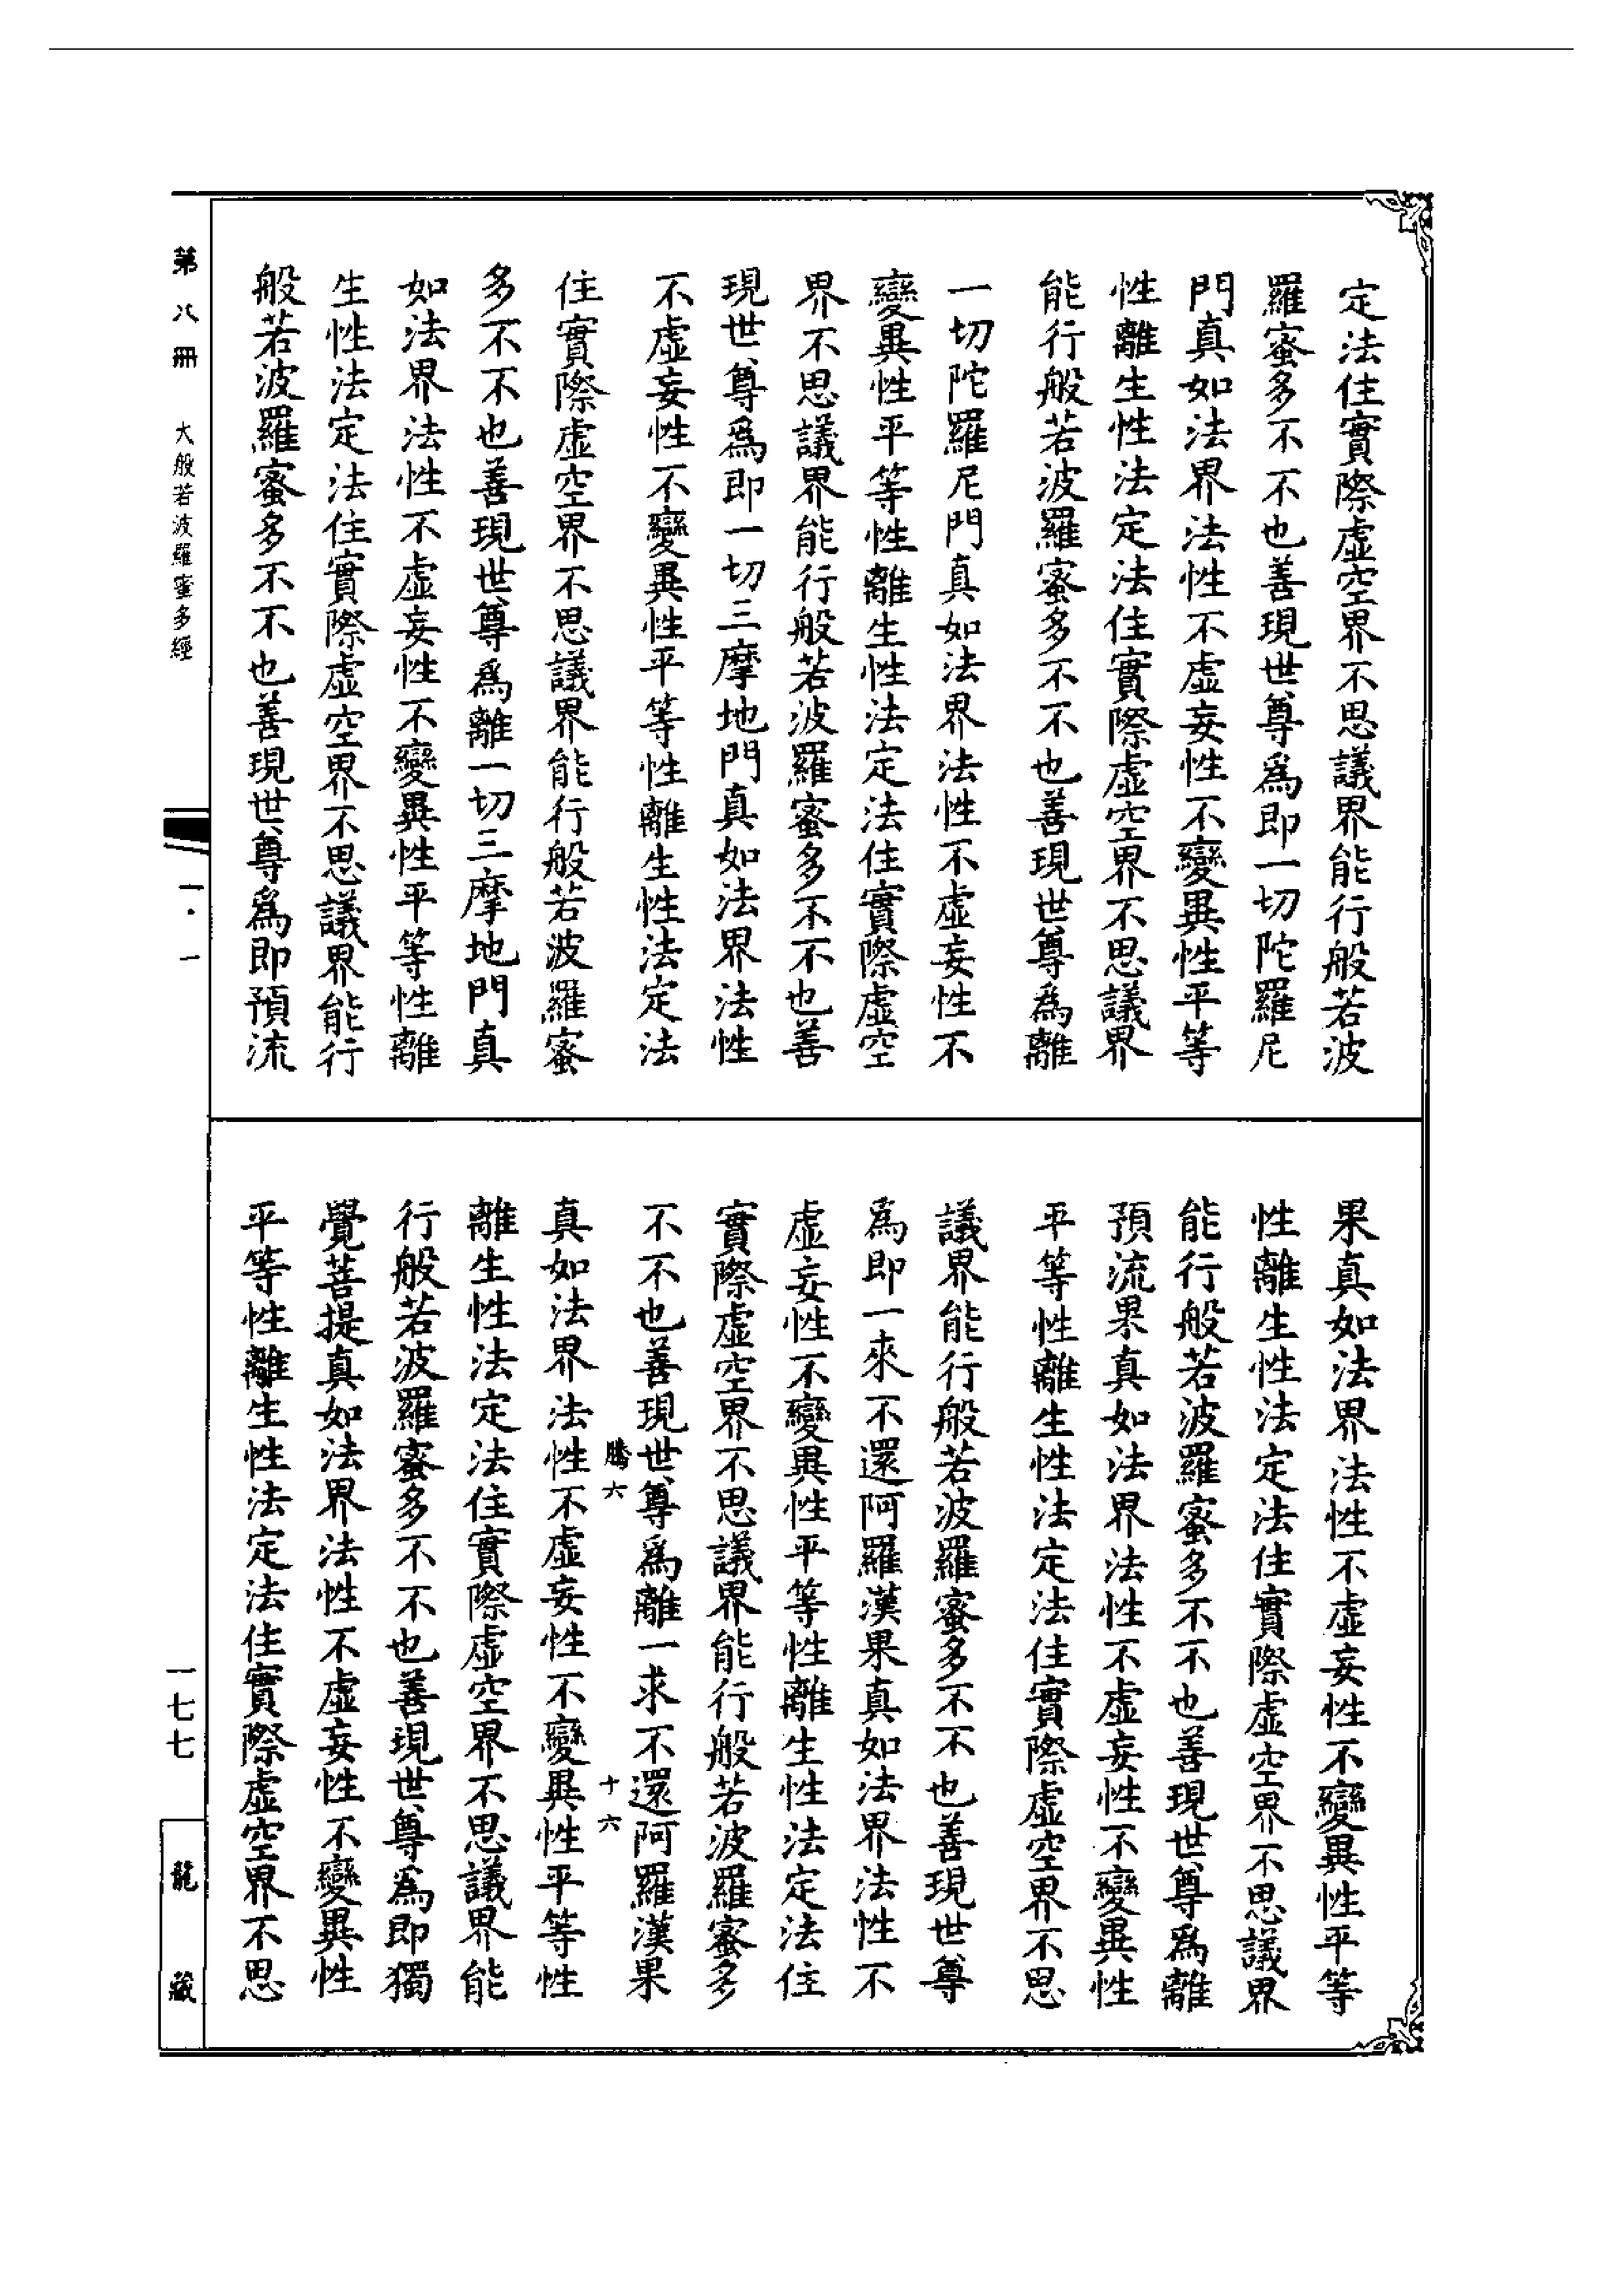 定法住實際虛空界不思議界能行般若波
羅蜜多不不也善現世尊爲即一切陀羅尼
門真如法界法性不虛妄性不變異性平等
性離生性法定法住實際虛空界不思議界
能行般若波羅蜜多不不也善現世尊爲離
一切陀羅尼門真如法界法性不虛妄性不
變異性平等性離生性法定法住實際虛空
界不思議界能行般若波羅蜜多不不也善
現世尊爲即一切三摩地門真如法界法性
不虛妄性不變異性平等性離生性法定法
住實際虛空界不思議界能行般若波羅蜜
多不不也善現世尊爲離一切三摩地門真
如法界法性不虛妄性不變異性平等性離
生性法定法住實際虛空界不思議界能行
般若波羅蜜多不不也善現世尊爲即預流
果真如法界法性不虛妄性不變異性平等
性離生性法定法住實際虛空界不思議界
能行般若波羅蜜多不不也善現世尊爲離
預流果真如法界法性不虛妄性不變異性
平等性離生性法定法住實際虛空界不思
議界能行般若波羅蜜多不不也善現世尊
爲即一來不還阿羅漢果真如法界法性不
虛妄性不變異性平等性離生性法定法住
實際虛空界不思議界能行般若波羅蜜多
不不也善現世尊爲離一來不還阿羅漢果
騰六 十六
真如法界法性不虛妄性不變異性平等性
離生性法定法住實際虛空界不思議界能
行般若波羅蜜多不不也善現世尊爲即獨
覺菩提真如法界法性不虛妄性不變異性
平等性離生性法定法住實際虛空界不思
第八冊 大般若波羅蜜多經 一·一 一七七 龍藏